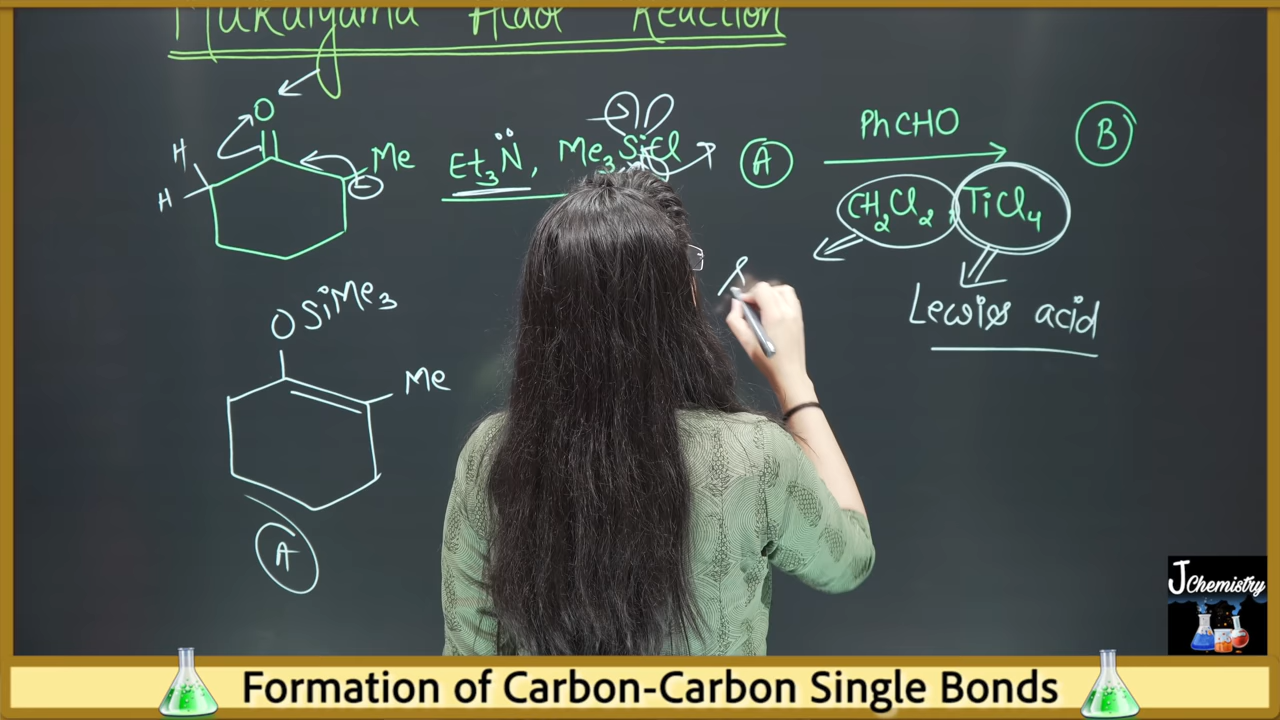 Mukaiyama Aldol Reaction
O
H
H
Me
Et3N, Me3SiCl
A
PhCHO
CH2Cl2, TiCl4
B
Lewis acid
OSiMe3
Me
A
J Chemistry
Formation of Carbon-Carbon Single Bonds